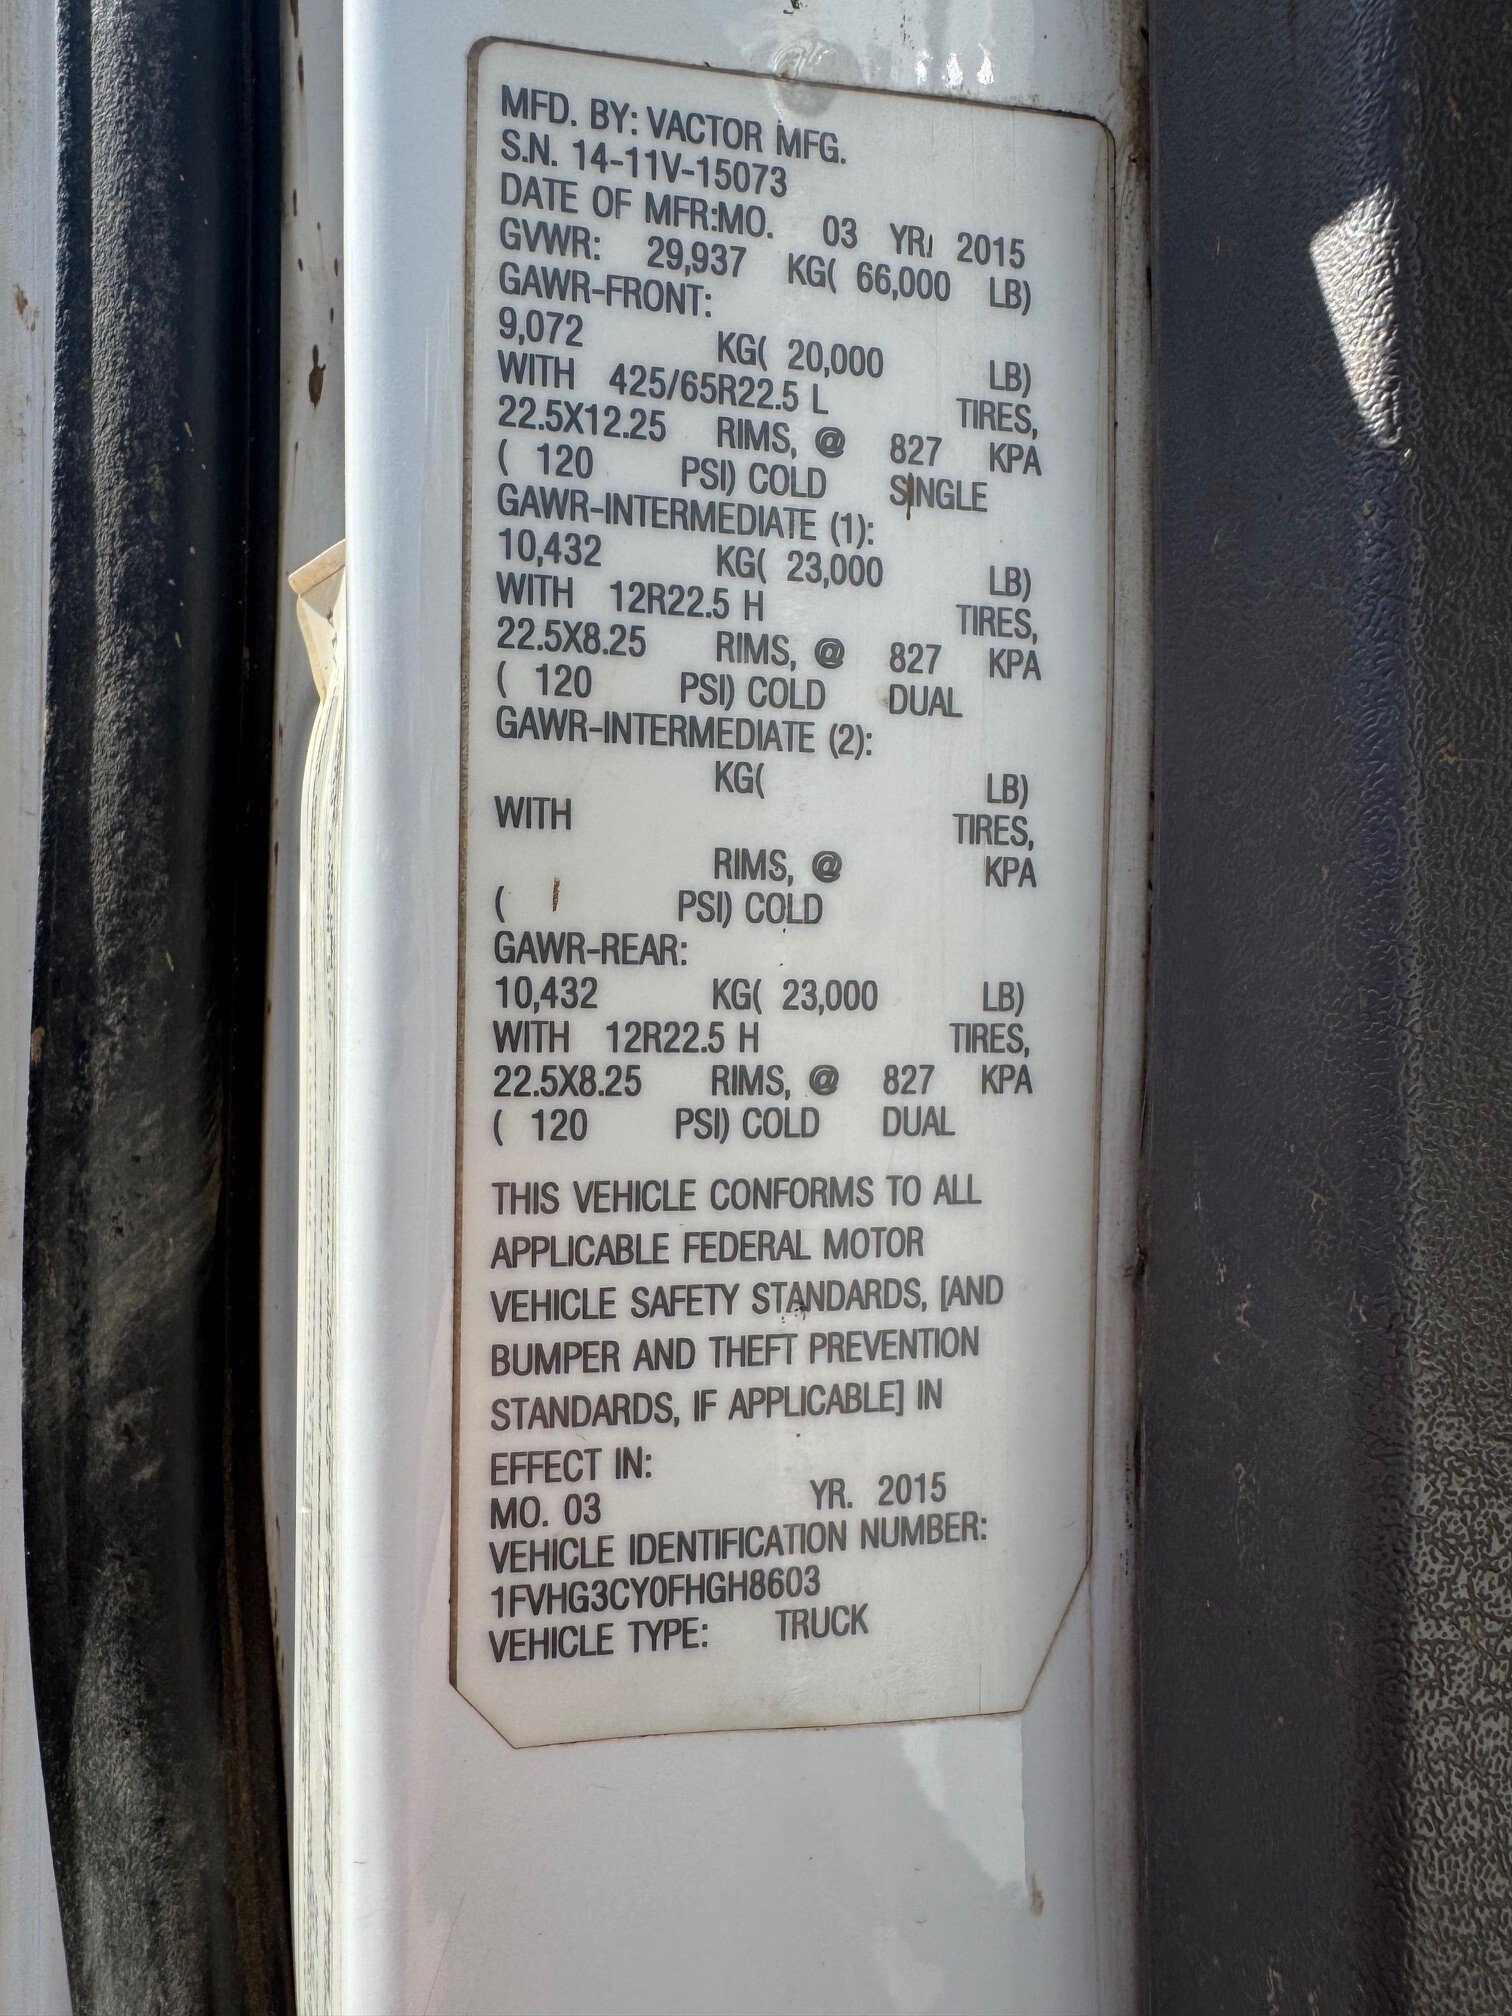 MFD. BY: VACTOR MFG.
S.N. 14-11V-15073
DATE OF MFR:MO. 03 YR. 2015
GVWR: 29,937 KG( 66,000 LB)
GAWR-FRONT:
9,072 KG( 20,000 LB)
WITH 425/65R22.5 L TIRES,
22.5X12.25 RIMS, @ 827 KPA
( 120 PSI) COLD SINGLE
GAWR-INTERMEDIATE (1):
10,432 KG( 23,000 LB)
WITH 12R22.5 H TIRES,
22.5X8.25 RIMS, @ 827 KPA
( 120 PSI) COLD DUAL
GAWR-INTERMEDIATE (2):
KG( LB)
WITH TIRES,
RIMS, @ KPA
( PSI) COLD
GAWR-REAR:
10,432 KG( 23,000 LB)
WITH 12R22.5 H TIRES,
22.5X8.25 RIMS, @ 827 KPA
( 120 PSI) COLD DUAL
THIS VEHICLE CONFORMS TO ALL
APPLICABLE FEDERAL MOTOR
VEHICLE SAFETY STANDARDS, [AND
BUMPER AND THEFT PREVENTION
STANDARDS, IF APPLICABLE] IN
EFFECT IN:
MO. 03 YR. 2015
VEHICLE IDENTIFICATION NUMBER:
1FVHG3CY0FHGH8603
VEHICLE TYPE: TRUCK